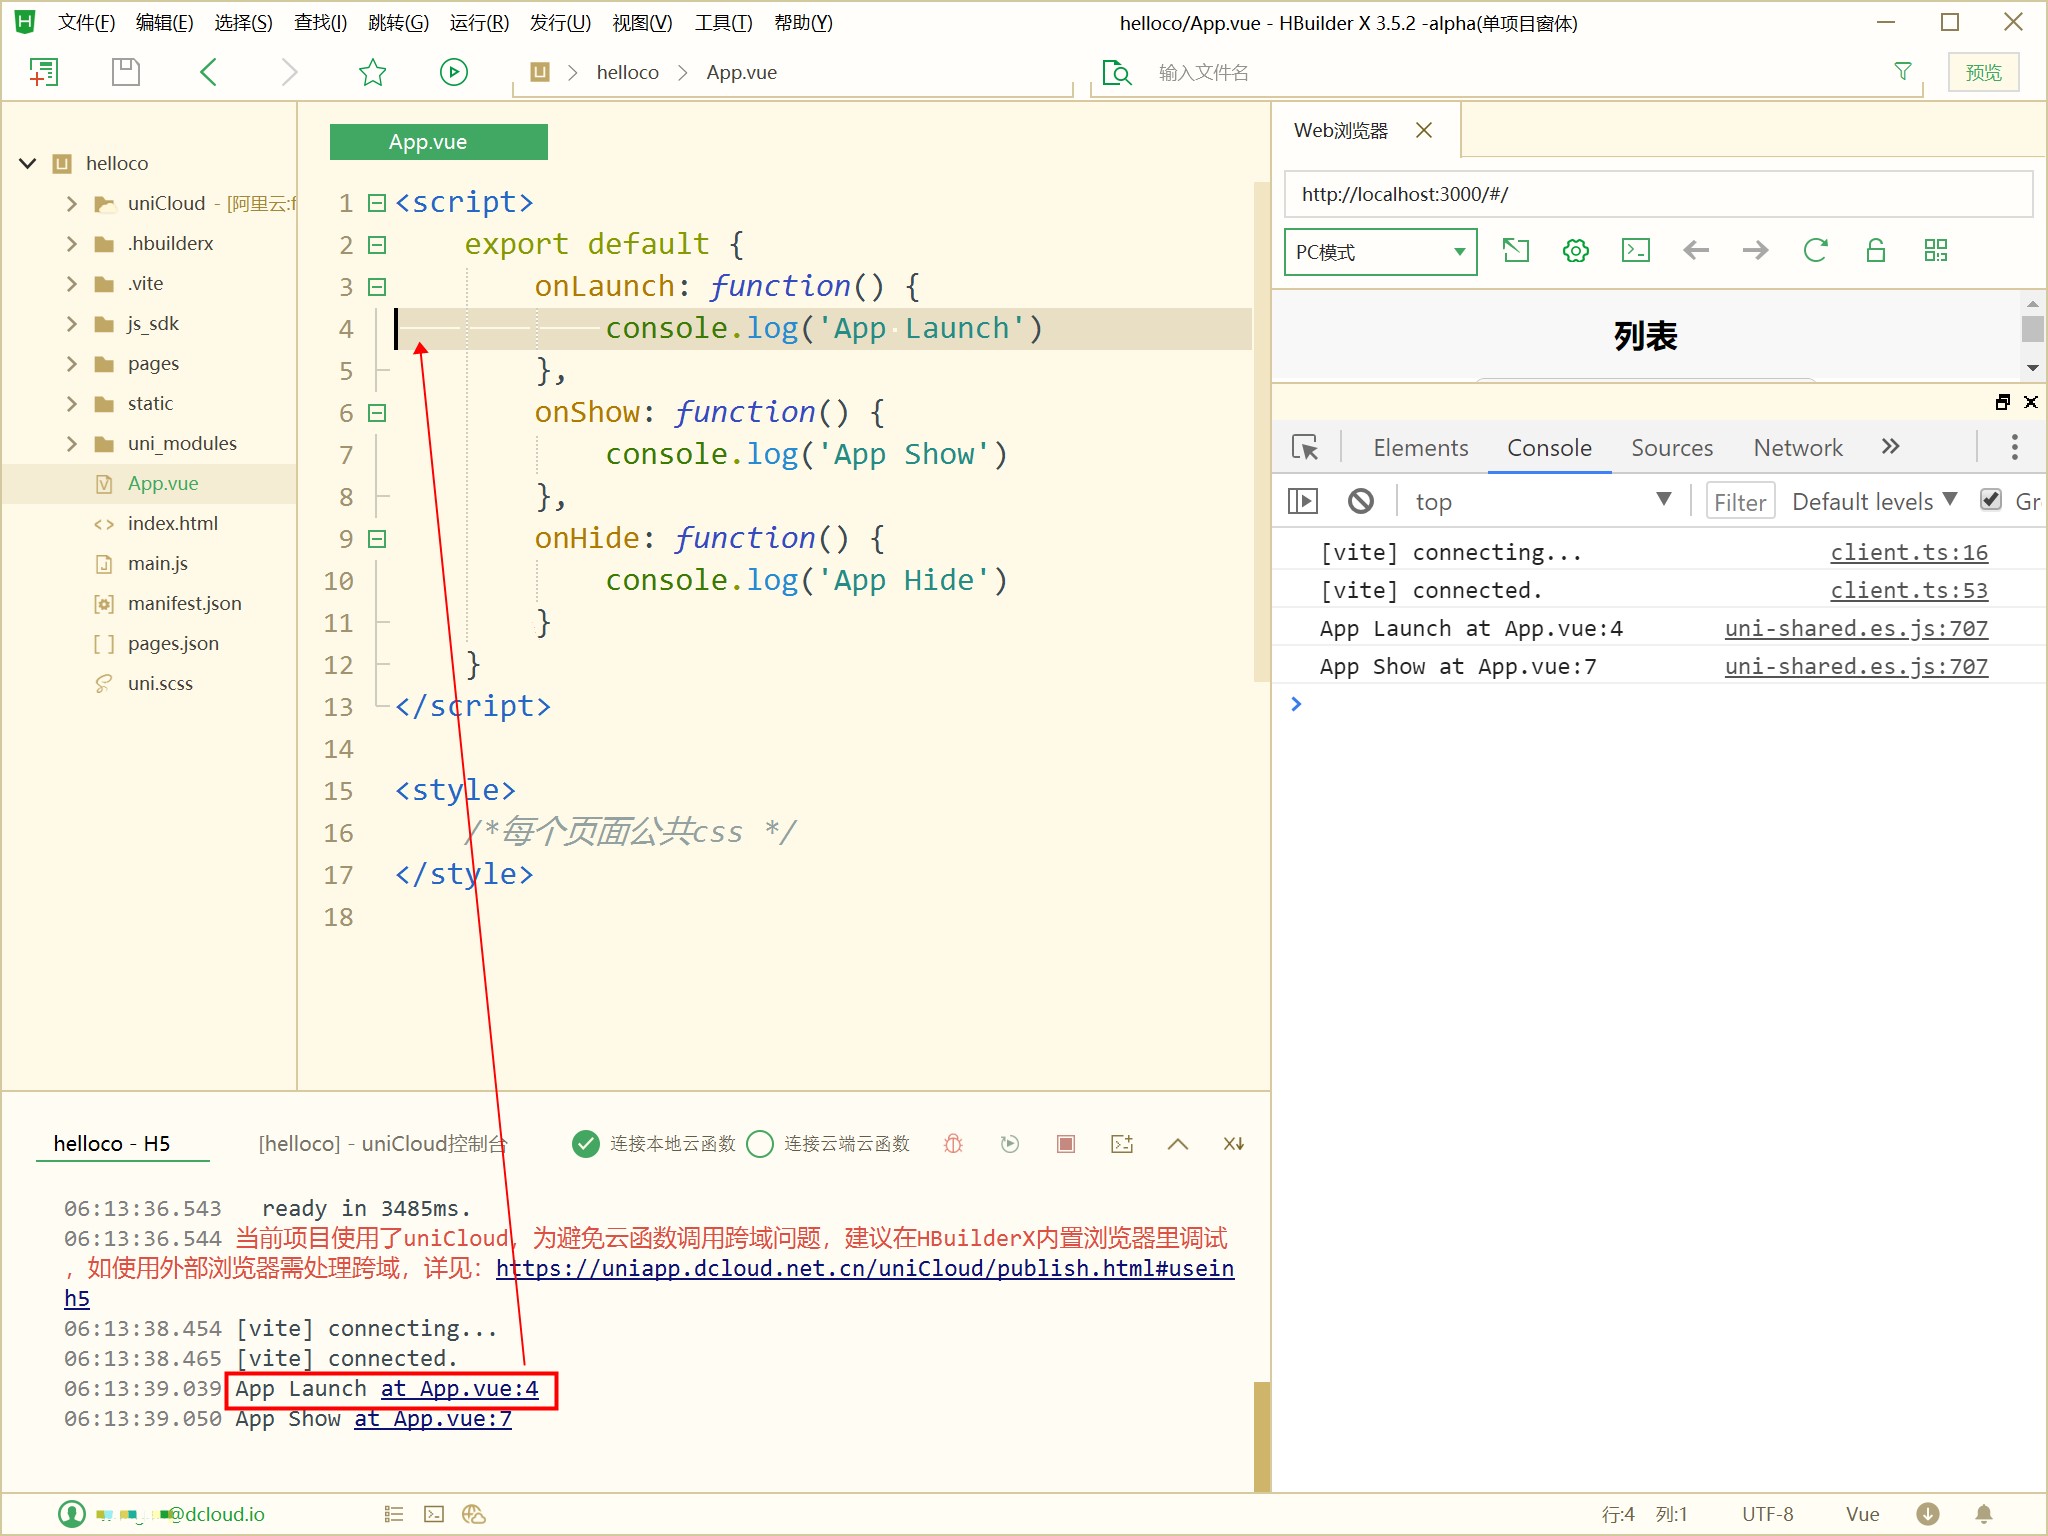 文件(F) 编辑(E) 选择(S) 查找(I) 跳转(G) 运行(R) 发行(U) 视图(V) 工具(T) 帮助(Y) helloco/App.vue - HBuilder X 3.5.2 -alpha(单项目窗体)
helloco App.vue 输入文件名 预览
helloco
uniCloud - [阿里云:f
.hbuilderx
.vite
js_sdk
pages
static
uni_modules
App.vue
index.html
main.js
manifest.json
pages.json
uni.scss
App.vue
1 <script>
2 export default {
3 onLaunch: function() {
4 console.log('App Launch')
5 },
6 onShow: function() {
7 console.log('App Show')
8 },
9 onHide: function() {
10 console.log('App Hide')
11 }
12 }
13 </script>
14
15 <style>
16 /*每个页面公共css */
17 </style>
18
Web浏览器
http://localhost:3000/#/
PC模式
列表
Elements Console Sources Network
top Filter Default levels Gr
[vite] connecting... client.ts:16
[vite] connected. client.ts:53
App Launch at App.vue:4 uni-shared.es.js:707
App Show at App.vue:7 uni-shared.es.js:707
helloco - H5 [helloco] - uniCloud控制台 连接本地云函数 连接云端云函数
06:13:36.543 ready in 3485ms.
06:13:36.544 当前项目使用了uniCloud，为避免云函数调用跨域问题，建议在HBuilderX内置浏览器里调试
，如使用外部浏览器需处理跨域，详见：https://uniapp.dcloud.net.cn/uniCloud/publish.html#usein
h5
06:13:38.454 [vite] connecting...
06:13:38.465 [vite] connected.
06:13:39.039 App Launch at App.vue:4
06:13:39.050 App Show at App.vue:7
@dcloud.io 行:4 列:1 UTF-8 Vue